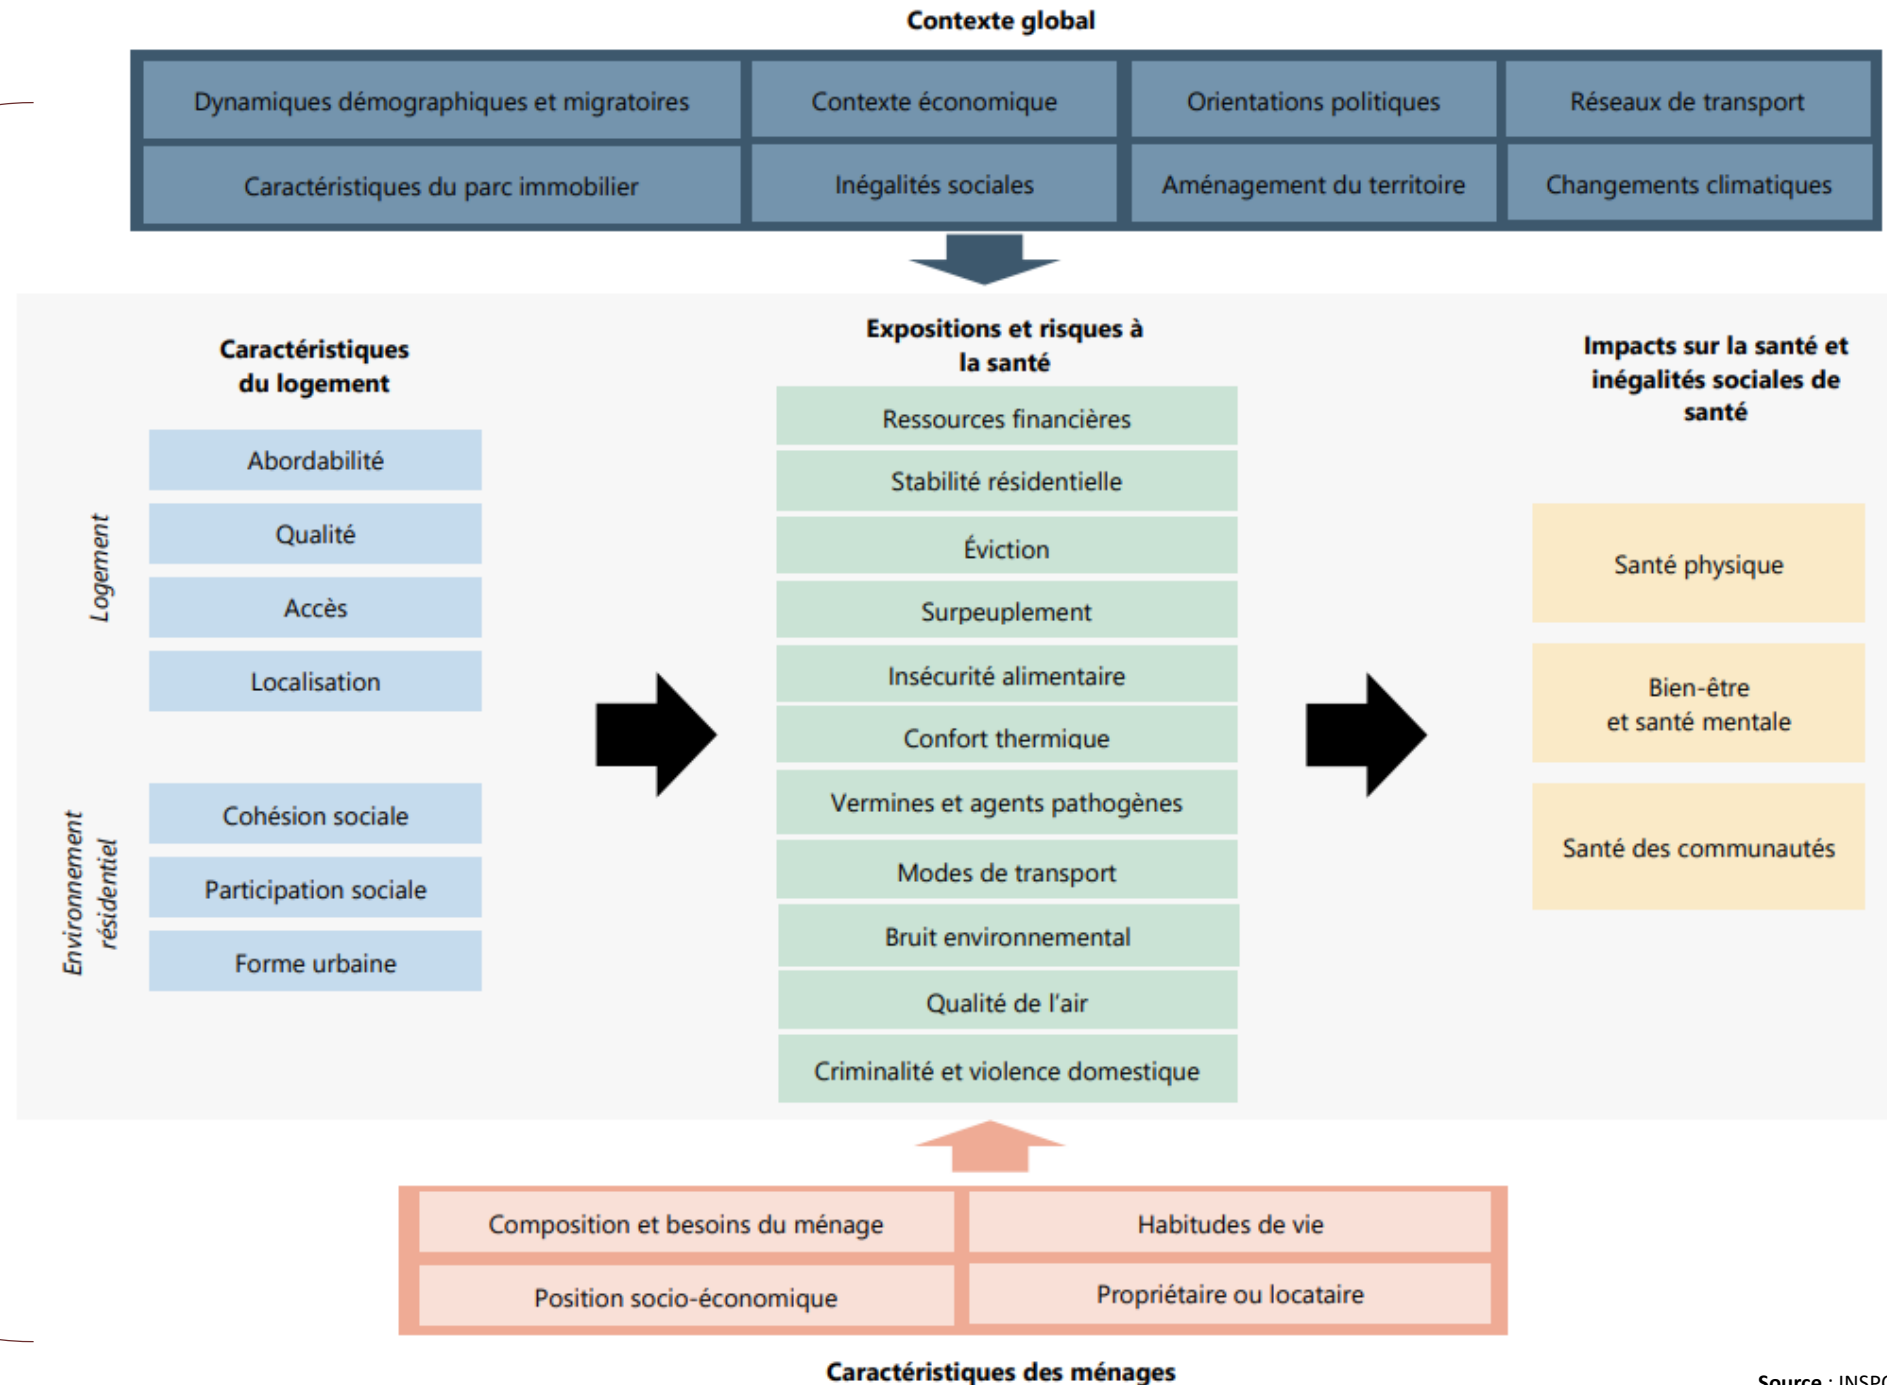 Contexte global
Dynamiques démographiques et migratoires
Contexte économique
Orientations politiques
Réseaux de transport
Caractéristiques du parc immobilier
Inégalités sociales
Aménagement du territoire
Changements climatiques
Caractéristiques
du logement
Logement
Abordabilité
Qualité
Accès
Localisation
Environnement
résidentiel
Cohésion sociale
Participation sociale
Forme urbaine
Expositions et risques à
la santé
Ressources financières
Stabilité résidentielle
Éviction
Surpeuplement
Insécurité alimentaire
Confort thermique
Vermines et agents pathogènes
Modes de transport
Bruit environnemental
Qualité de l'air
Criminalité et violence domestique
Impacts sur la santé et
inégalités sociales de
santé
Santé physique
Bien-être
et santé mentale
Santé des communautés
Composition et besoins du ménage
Habitudes de vie
Position socio-économique
Propriétaire ou locataire
Caractéristiques des ménages
Source :